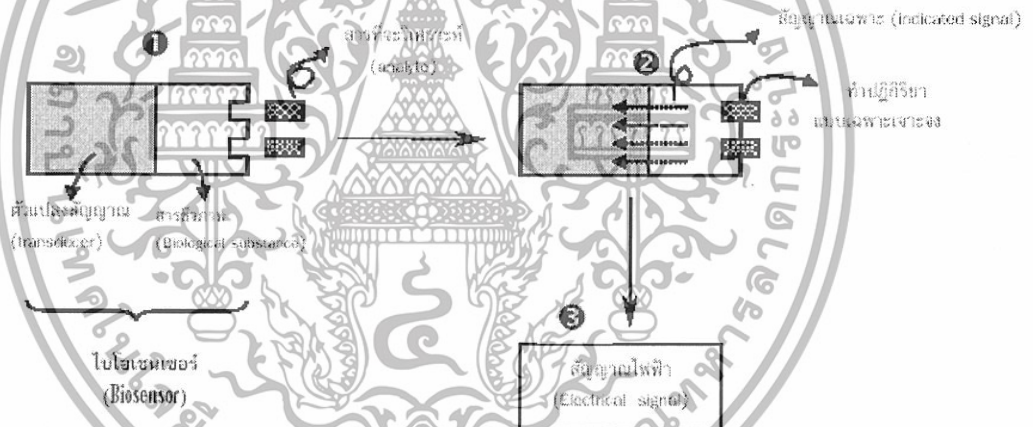 ❶
สารที่จะวิเคราะห์
(analyte)
ตัวแปลงสัญญาณ
(transducer)
สารชีวภาพ
(Biological substance)
ไบโอเซนเซอร์
(Biosensor)
❷
สัญญาณเฉพาะ (indicated signal)
ทำปฏิกิริยา
แบบเฉพาะเจาะจง
❸
สัญญาณไฟฟ้า
(Electrical signal)